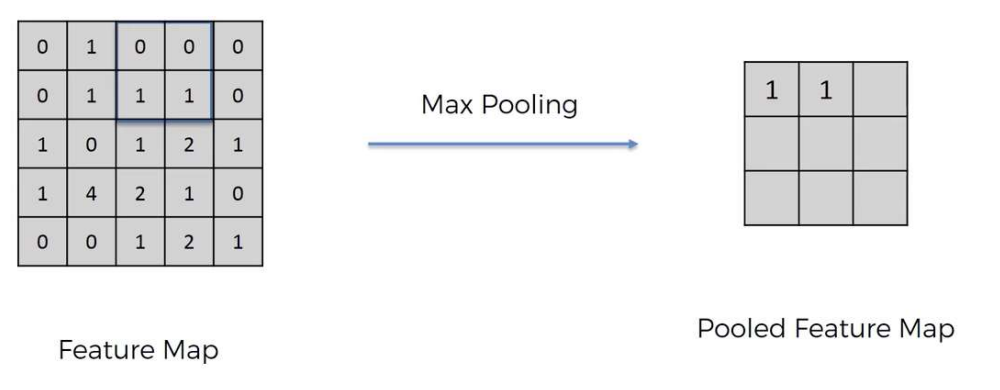 0 1 0 0 0
0 1 1 1 0
1 0 1 2 1
1 4 2 1 0
0 0 1 2 1
Feature Map
Max Pooling
1 1
Pooled Feature Map